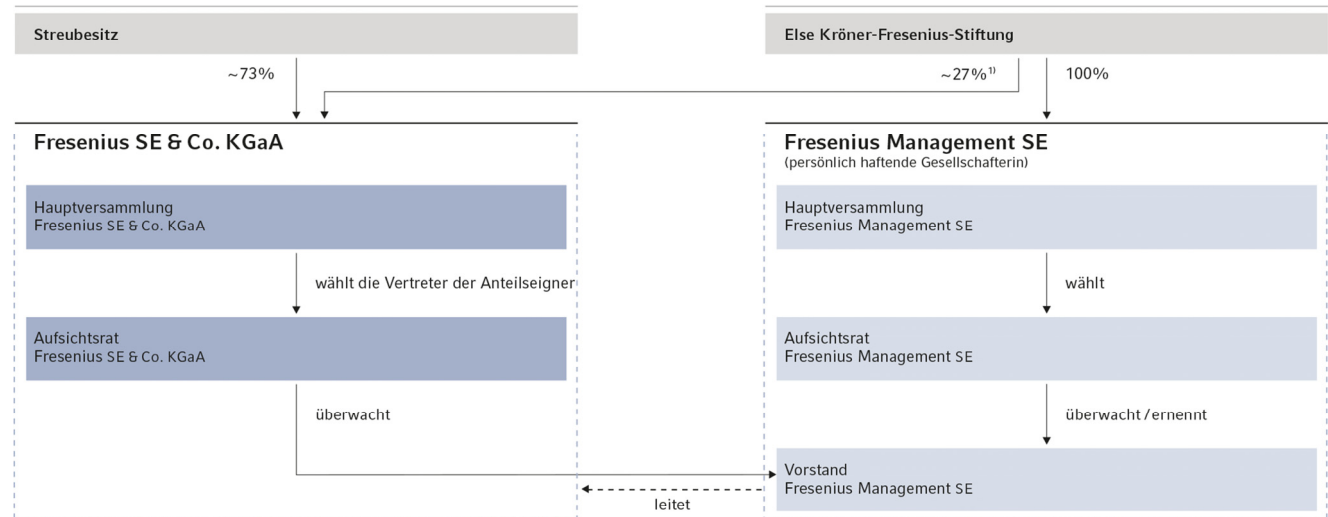 Streubesitz
~73%
Else Kröner-Fresenius-Stiftung
~27%¹⁾
100%
Fresenius SE & Co. KGaA
Hauptversammlung
Fresenius SE & Co. KGaA
wählt die Vertreter der Anteilseigner
Aufsichtsrat
Fresenius SE & Co. KGaA
überwacht
Fresenius Management SE
(persönlich haftende Gesellschafterin)
Hauptversammlung
Fresenius Management SE
wählt
Aufsichtsrat
Fresenius Management SE
überwacht/ernennt
Vorstand
Fresenius Management SE
leitet